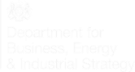 Department for
Business, Energy
& Industrial Strategy